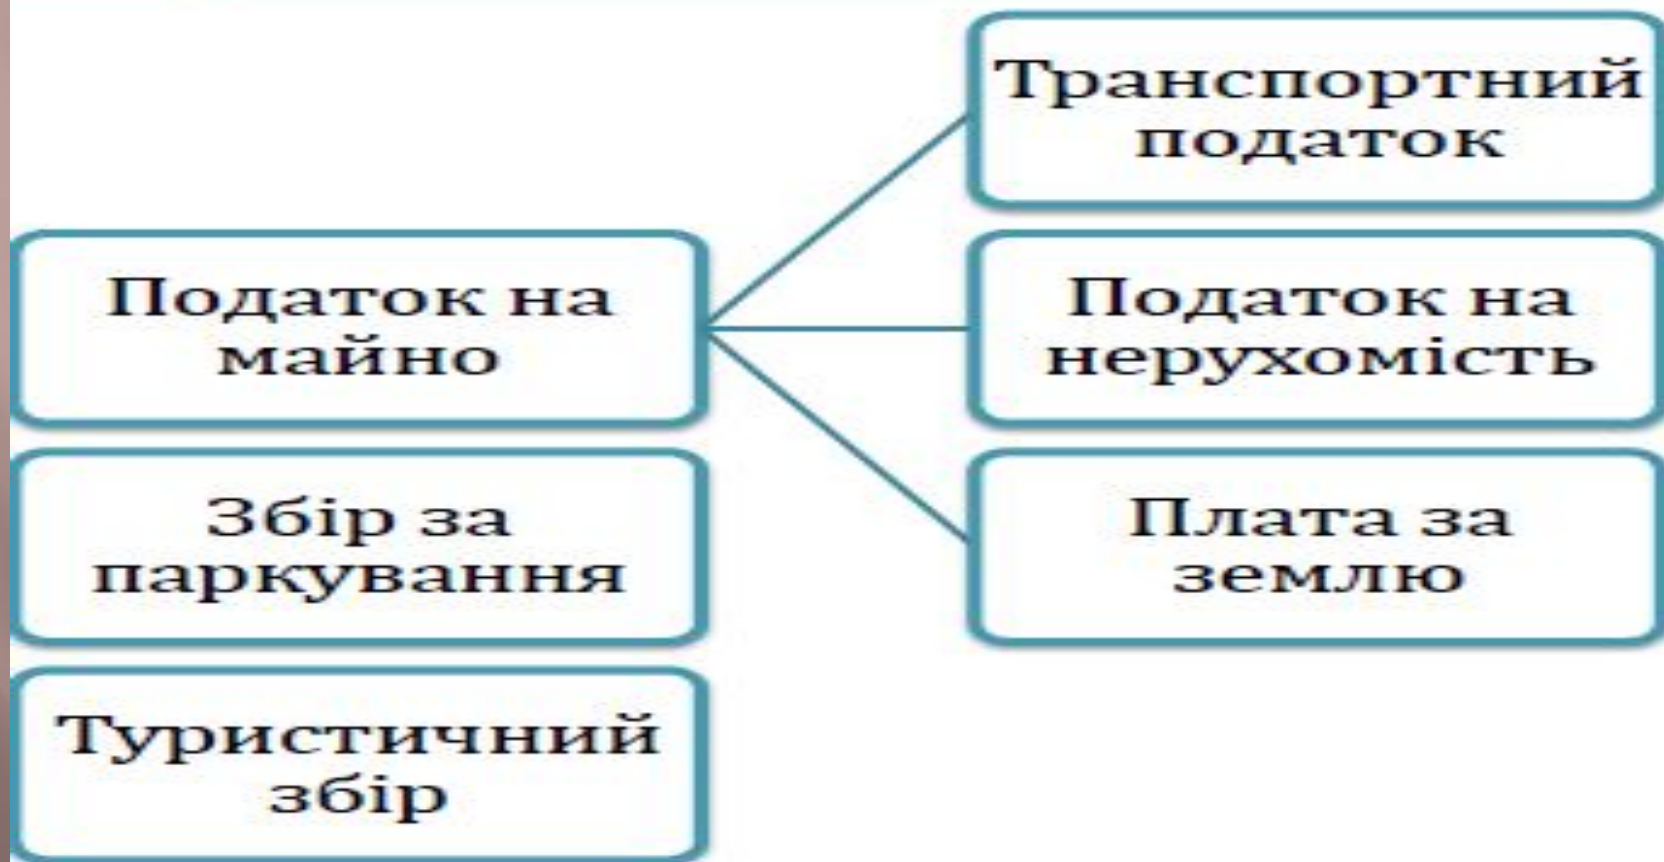 Транспортний
податок
Податок на
майно
Податок на
нерухомість
Збір за
паркування
Плата за
землю
Туристичний
збір